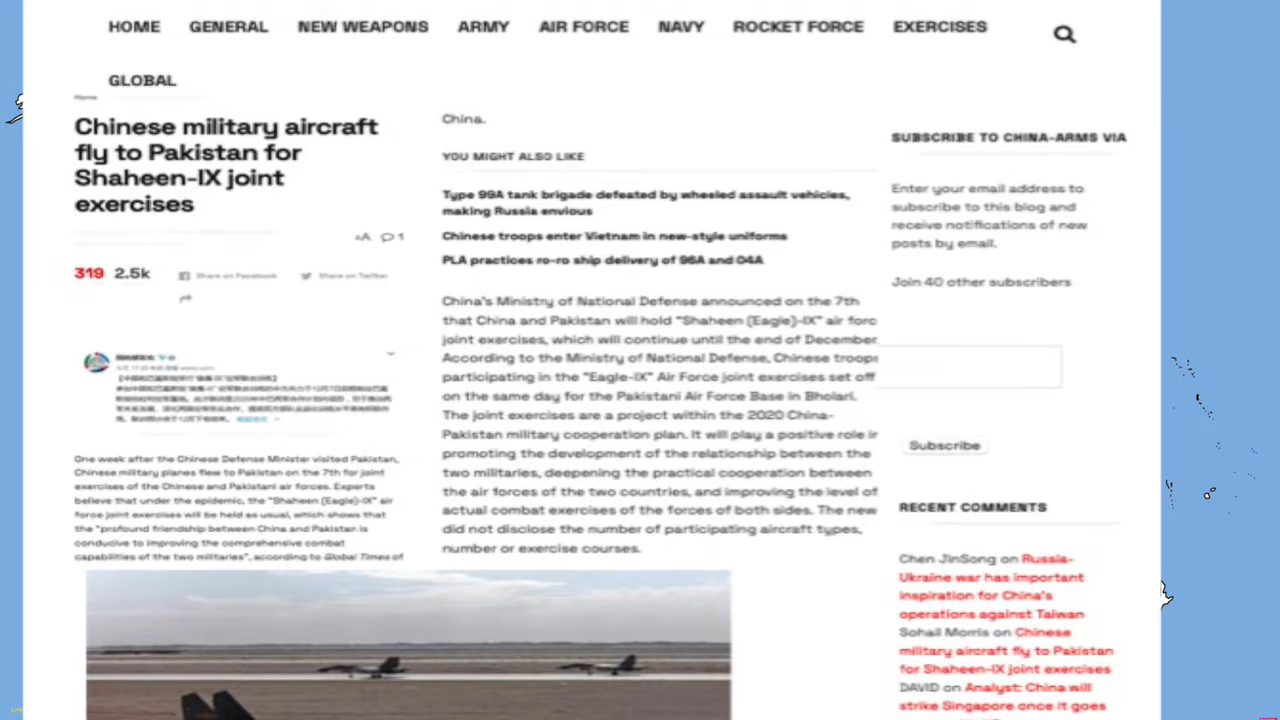 HOME GENERAL NEW WEAPONS ARMY AIR FORCE NAVY ROCKET FORCE EXERCISES
GLOBAL
Home
Chinese military aircraft
fly to Pakistan for
Shaheen-IX joint
exercises
AA 1
319 2.5k Share on Facebook Share on Twitter
One week after the Chinese Defense Minister visited Pakistan,
Chinese military planes flew to Pakistan on the 7th for joint
exercises of the Chinese and Pakistani air forces. Experts
believe that under the epidemic, the "Shaheen (Eagle)-IX" air
force joint exercises will be held as usual, which shows that
the "profound friendship between China and Pakistan is
conducive to improving the comprehensive combat
capabilities of the two militaries", according to Global Times of
China.
YOU MIGHT ALSO LIKE
Type 99A tank brigade defeated by wheeled assault vehicles,
making Russia envious
Chinese troops enter Vietnam in new-style uniforms
PLA practices ro-ro ship delivery of 96A and 04A
China's Ministry of National Defense announced on the 7th
that China and Pakistan will hold "Shaheen (Eagle)-IX" air forc
joint exercises, which will continue until the end of December.
According to the Ministry of National Defense, Chinese troops
participating in the "Eagle-IX" Air Force joint exercises set off
on the same day for the Pakistani Air Force Base in Bholari.
The joint exercises are a project within the 2020 China-
Pakistan military cooperation plan. It will play a positive role in
promoting the development of the relationship between the
two militaries, deepening the practical cooperation between
the air forces of the two countries, and improving the level of
actual combat exercises of the forces of both sides. The new
did not disclose the number of participating aircraft types,
number or exercise courses.
SUBSCRIBE TO CHINA-ARMS VIA
Enter your email address to
subscribe to this blog and
receive notifications of new
posts by email.
Join 40 other subscribers
Subscribe
RECENT COMMENTS
Chen JinSong on Russia-
Ukraine war has important
inspiration for China's
operations against Taiwan
Sohail Morris on Chinese
military aircraft fly to Pakistan
for Shaheen-IX joint exercises
DAVID on Analyst: China will
strike Singapore once it goes